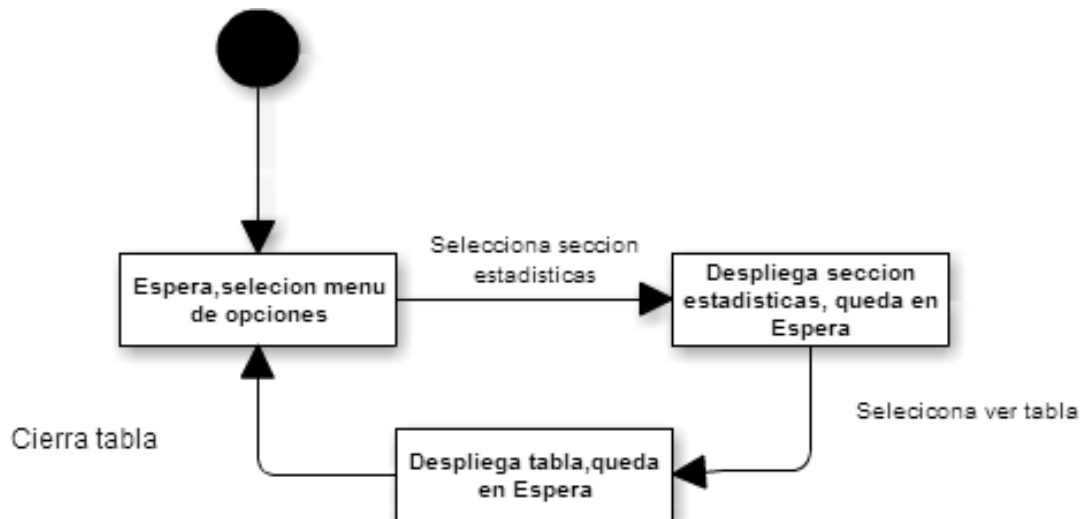 Selecciona seccion
estadisticas
Espera,selecion menu
de opciones
Despliega seccion
estadisticas, queda en
Espera
Selecicona ver tabla
Cierra tabla
Despliega tabla,queda
en Espera